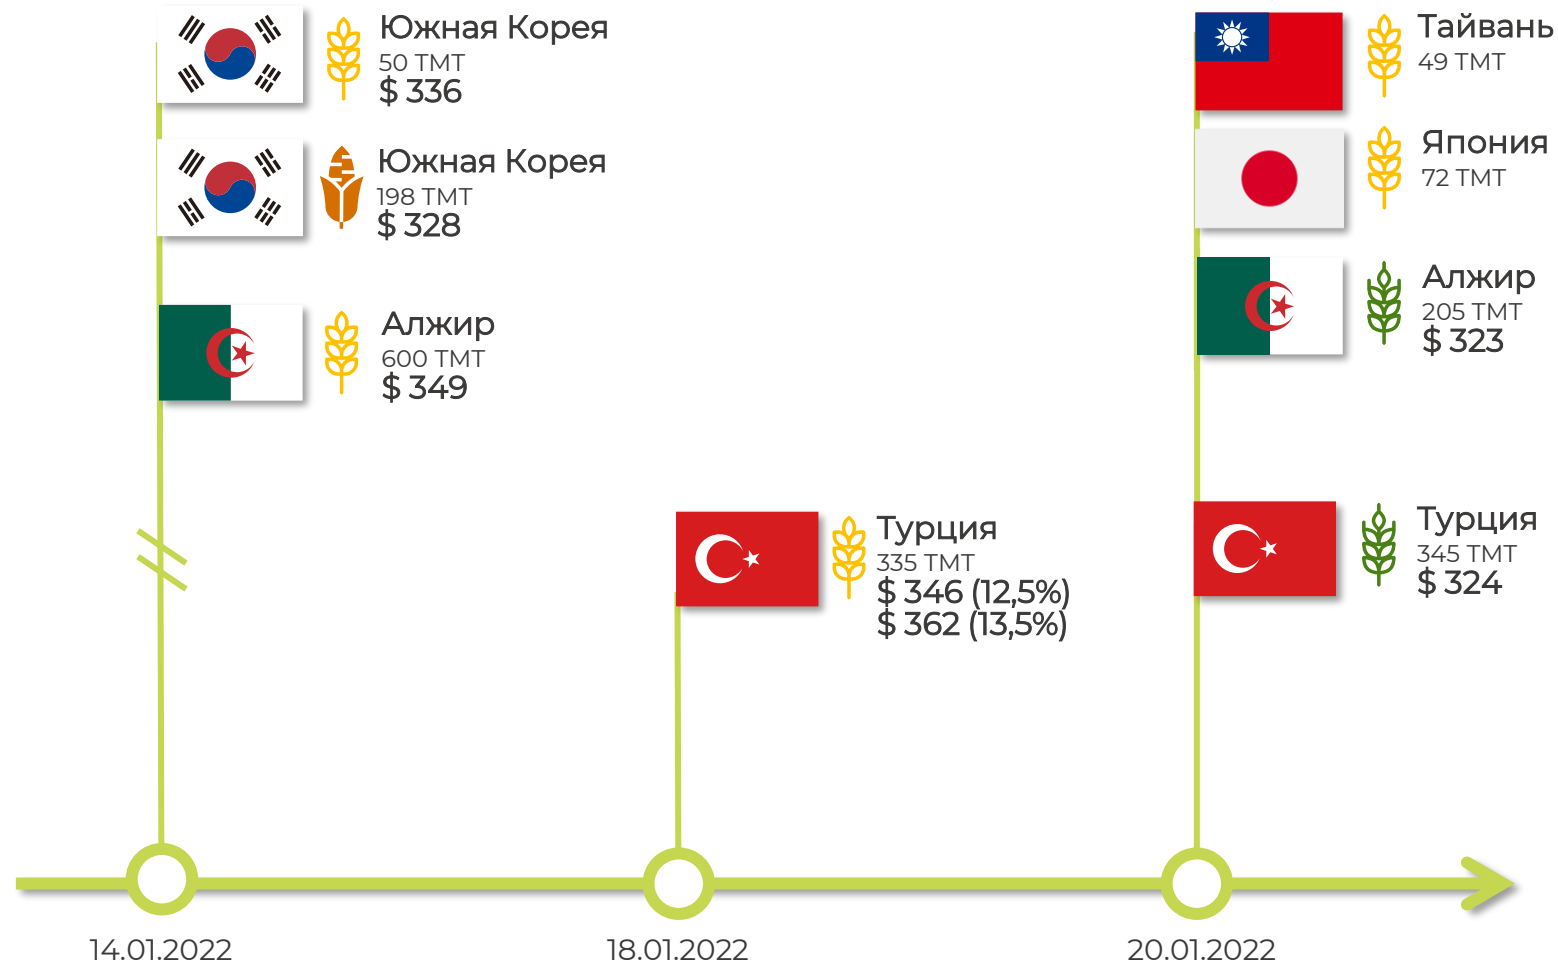 Южная Корея
50 ТМТ
$ 336
Южная Корея
198 ТМТ
$ 328
Алжир
600 ТМТ
$ 349
Турция
335 ТМТ
$ 346 (12,5%)
$ 362 (13,5%)
Тайвань
49 ТМТ
Япония
72 ТМТ
Алжир
205 ТМТ
$ 323
Турция
345 ТМТ
$ 324
14.01.2022
18.01.2022
20.01.2022